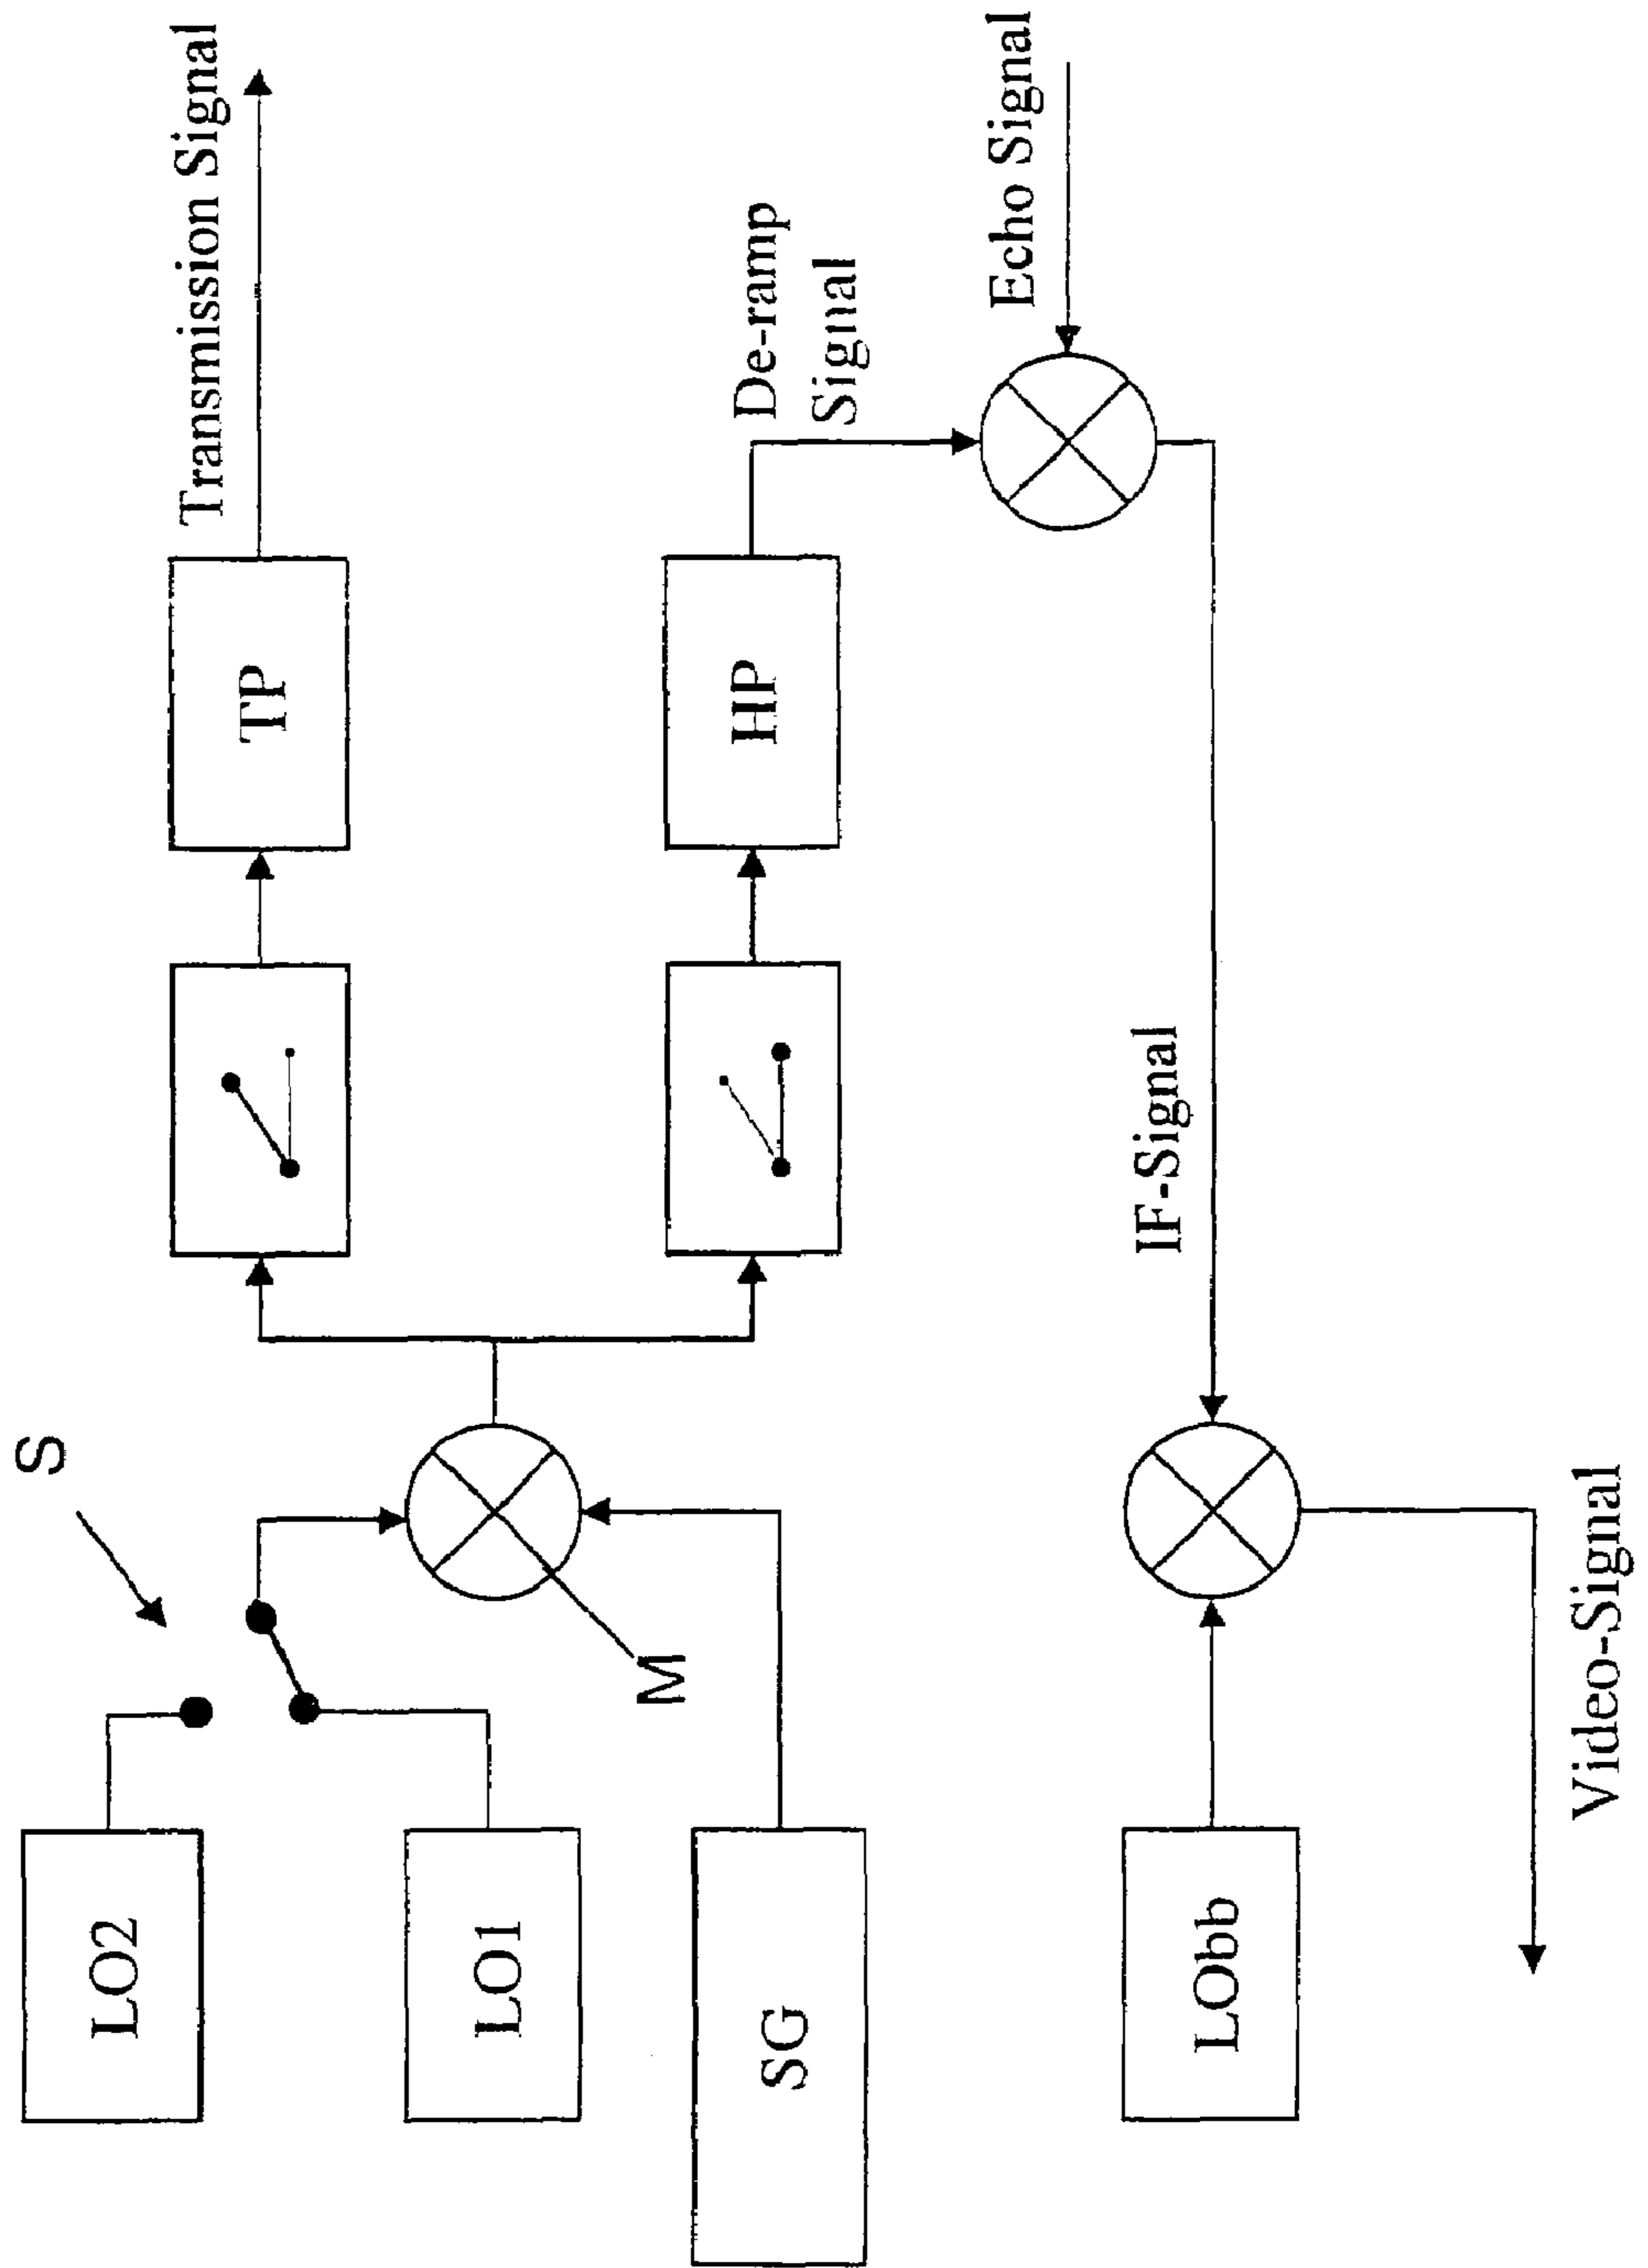 S
LO2
LO1
SG
M
TP
Transmission Signal
HP
De-ramp
Signal
Echo Signal
IF-Signal
LObb
Video-Signal